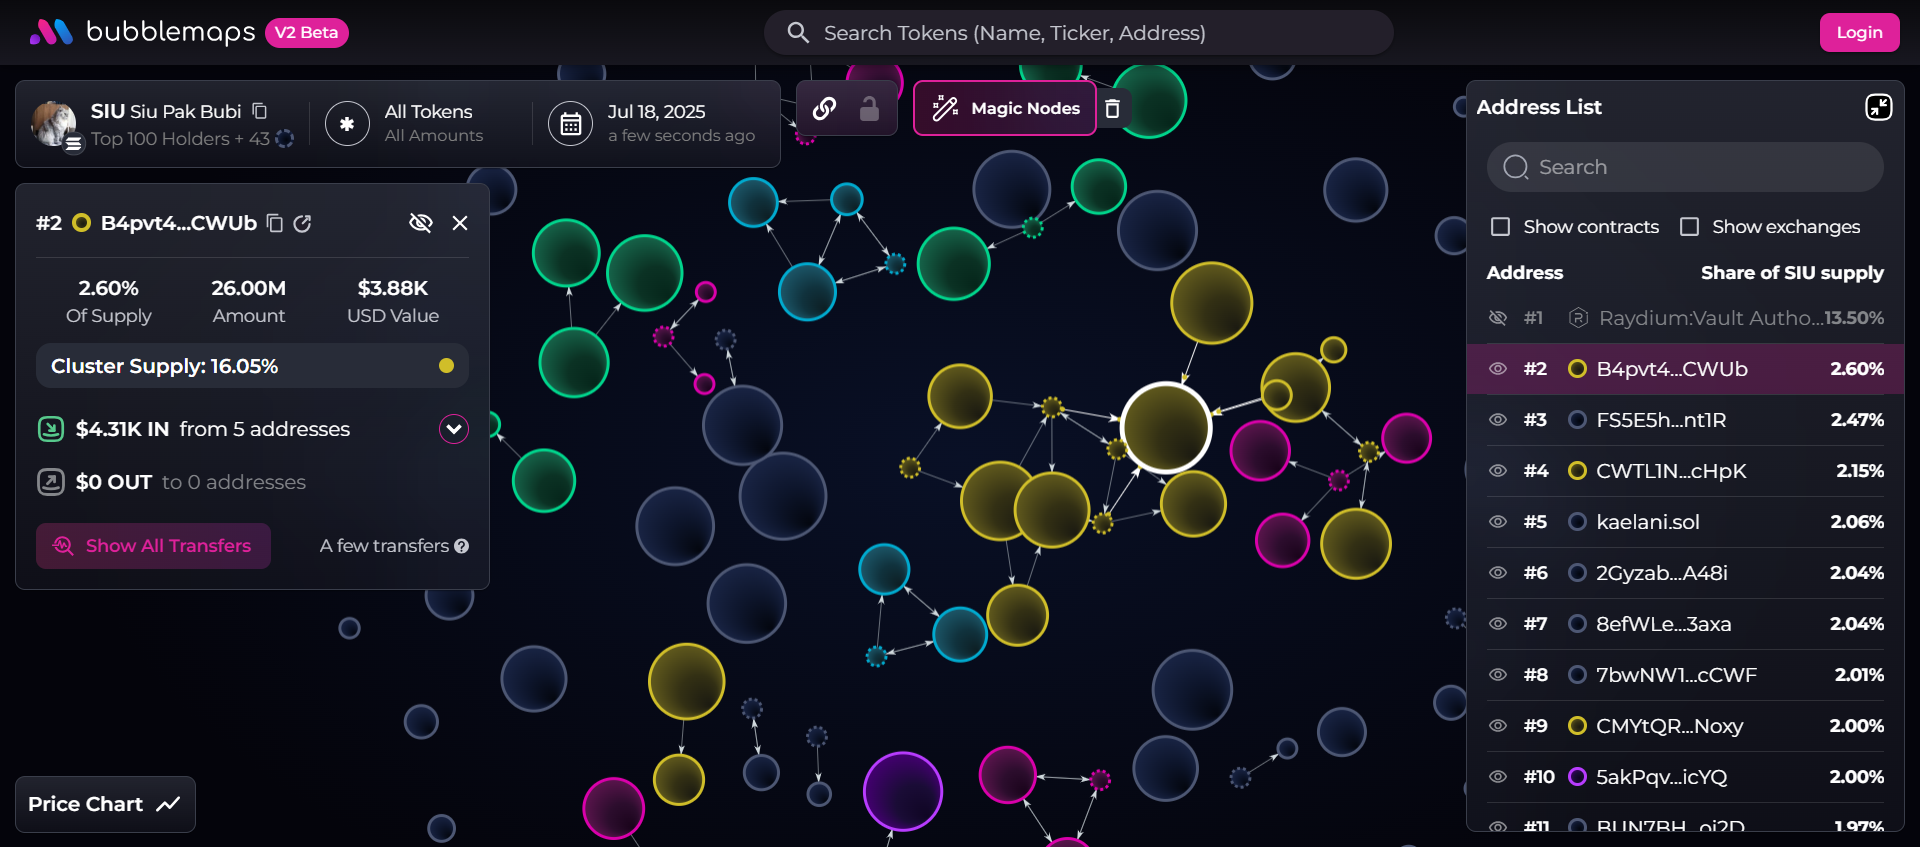 bubblemaps V2 Beta
Search Tokens (Name, Ticker, Address)
Login
SIU Siu Pak Bubi
Top 100 Holders + 43
All Tokens
All Amounts
Jul 18, 2025
a few seconds ago
Magic Nodes
#2 B4pvt4...CWUb
2.60% 26.00M $3.88K
Of Supply Amount USD Value
Cluster Supply: 16.05%
$4.31K IN from 5 addresses
$0 OUT to 0 addresses
Show All Transfers A few transfers ?
Price Chart
Address List
Search
Show contracts Show exchanges
Address Share of SIU supply
#1 Raydium:Vault Autho...13.50%
#2 B4pvt4...CWUb 2.60%
#3 FS5E5h...nt1R 2.47%
#4 CWTL1N...cHpK 2.15%
#5 kaelani.sol 2.06%
#6 2Gyzab...A48i 2.04%
#7 8efWLe...3axa 2.04%
#8 7bwNW1...cCWF 2.01%
#9 CMYtQR...Noxy 2.00%
#10 5akPqv...icYQ 2.00%
#11 1.97%